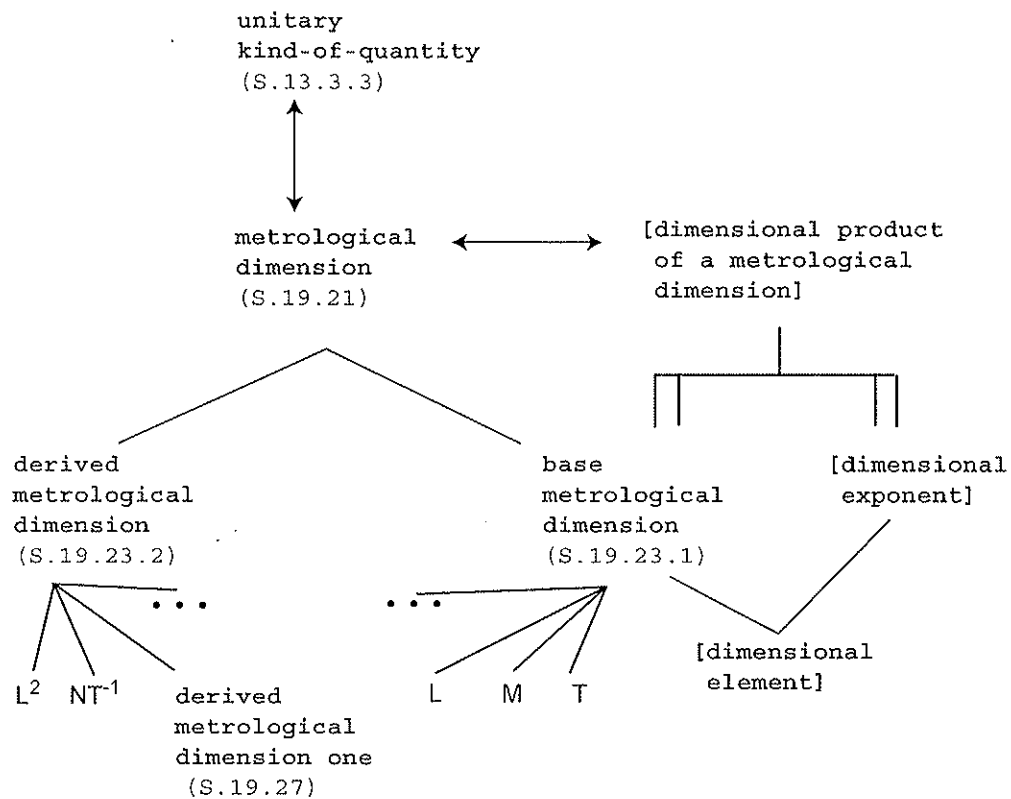 unitary
kind-of-quantity
(S.13.3.3)
metrological
dimension
(S.19.21)
[dimensional product
of a metrological
dimension]
derived
metrological
dimension
(S.19.23.2)
base
metrological
dimension
(S.19.23.1)
[dimensional
exponent]
• • •
• • •
[dimensional
element]
L² NT⁻¹
derived
metrological
dimension one
(S.19.27)
L M T